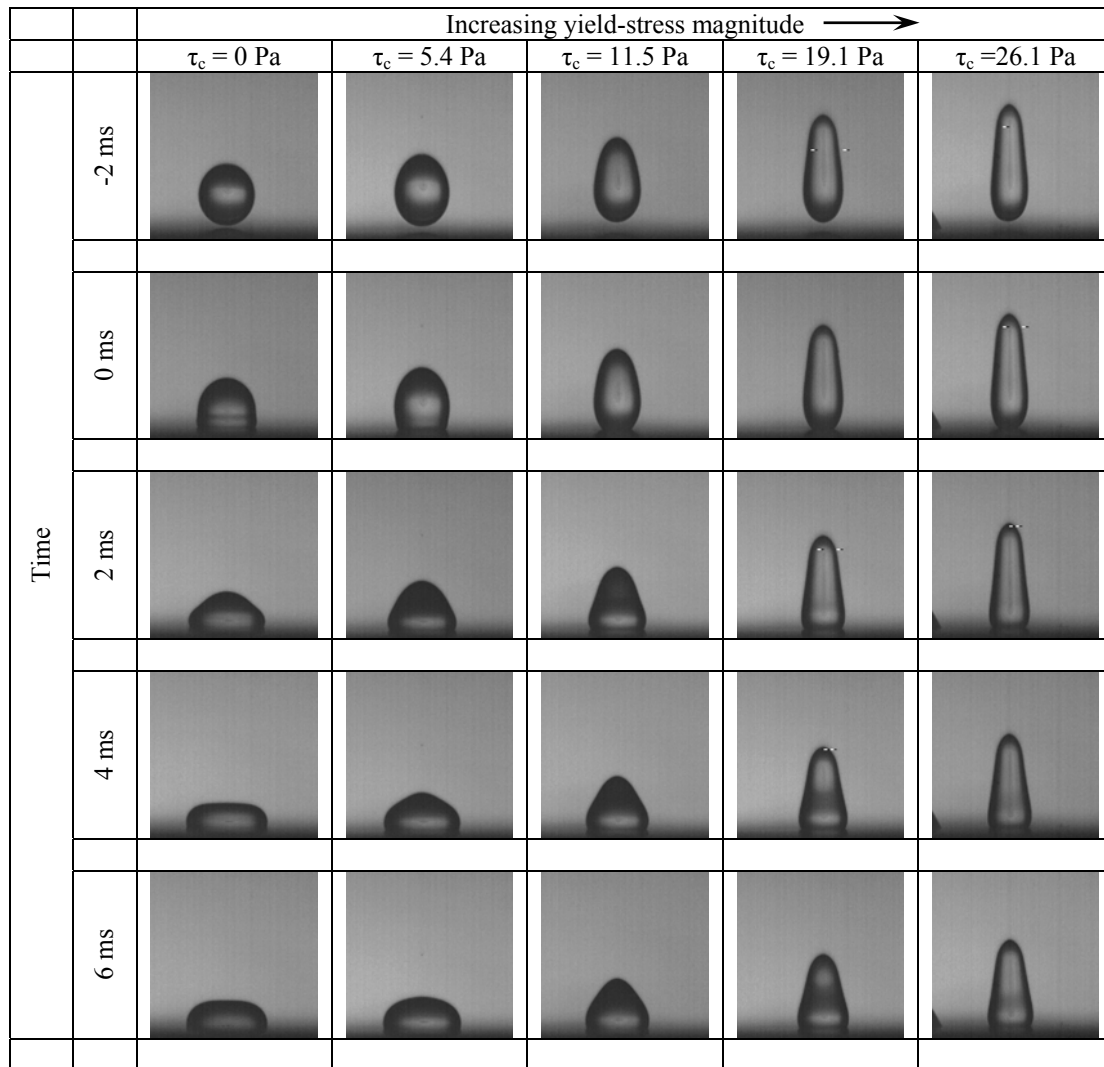 Increasing yield-stress magnitude
τc = 0 Pa τc = 5.4 Pa τc = 11.5 Pa τc = 19.1 Pa τc =26.1 Pa
Time
-2 ms
0 ms
2 ms
4 ms
6 ms